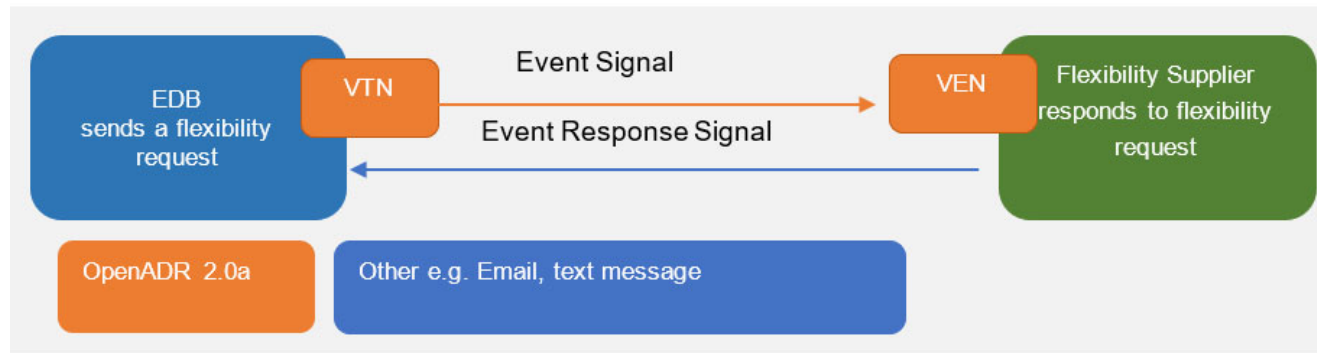 EDB
sends a flexibility
request
VTN
Event Signal
Event Response Signal
VEN
Flexibility Supplier
responds to flexibility
request
OpenADR 2.0a
Other e.g. Email, text message